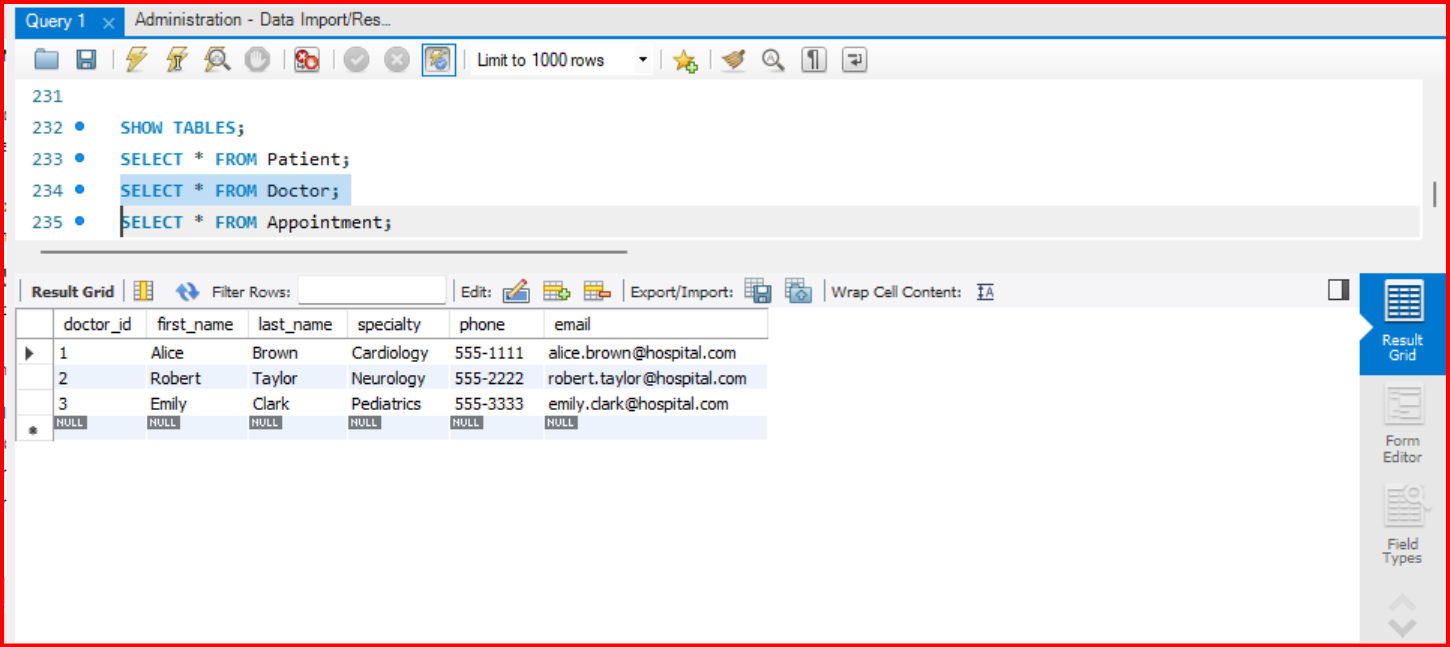 Query 1 × Administration - Data Import/Res...
Limit to 1000 rows
231
232 SHOW TABLES;
233 SELECT * FROM Patient;
234 SELECT * FROM Doctor;
235 SELECT * FROM Appointment;
Result Grid Filter Rows: Edit: Export/Import: Wrap Cell Content: IA
doctor_id first_name last_name specialty phone email
1 Alice Brown Cardiology 555-1111 alice.brown@hospital.com
2 Robert Taylor Neurology 555-2222 robert.taylor@hospital.com
3 Emily Clark Pediatrics 555-3333 emily.clark@hospital.com
NULL NULL NULL NULL NULL NULL
Result
Grid
Form
Editor
Field
Types